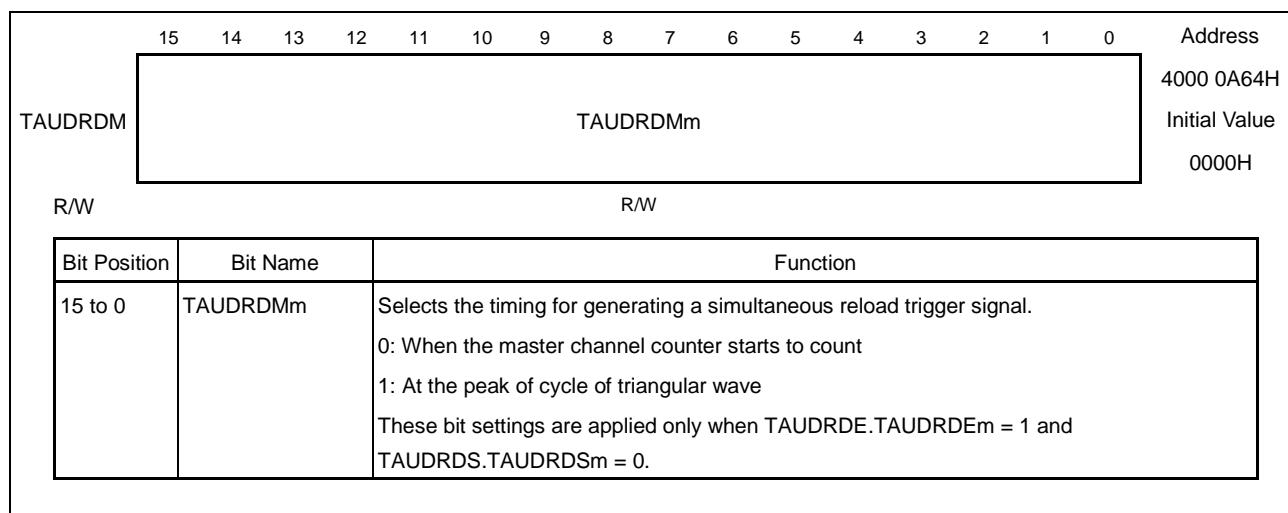 15 14 13 12 11 10 9 8 7 6 5 4 3 2 1 0 Address
4000 0A64H
TAUDRDM TAUDRDMm Initial Value
0000H
R/W R/W
Bit Position Bit Name Function
15 to 0 TAUDRDMm Selects the timing for generating a simultaneous reload trigger signal.
0: When the master channel counter starts to count
1: At the peak of cycle of triangular wave
These bit settings are applied only when TAUDRDE.TAUDRDEm = 1 and
TAUDRDS.TAUDRDSm = 0.